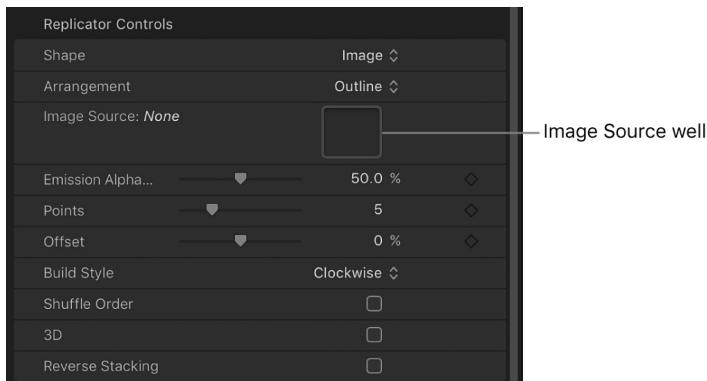 Replicator Controls
Shape Image
Arrangement Outline
Image Source: None
Image Source well
Emission Alpha... 50.0 %
Points 5
Offset 0 %
Build Style Clockwise
Shuffle Order
3D
Reverse Stacking